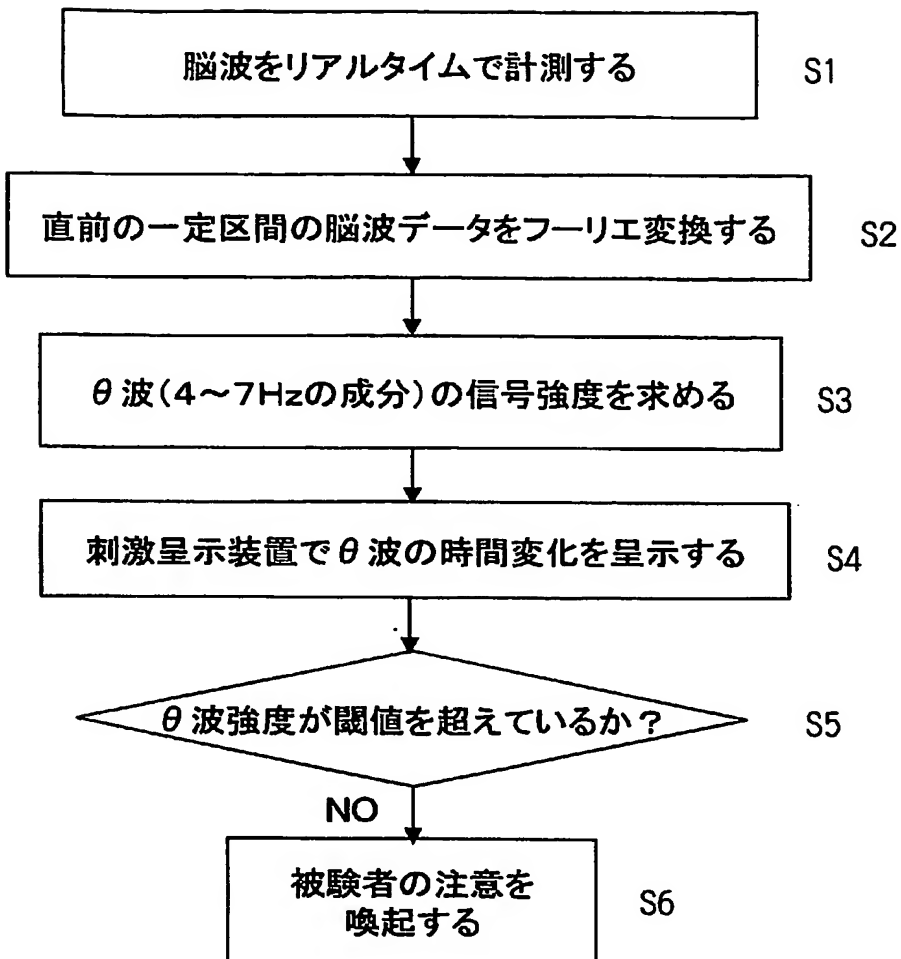 脳波をリアルタイムで計測する S1
直前の一定区間の脳波データをフーリエ変換する S2
θ波(4～7Hzの成分)の信号強度を求める S3
刺激呈示装置でθ波の時間変化を呈示する S4
θ波強度が閾値を超えているか？ S5
NO
被験者の注意を
喚起する S6